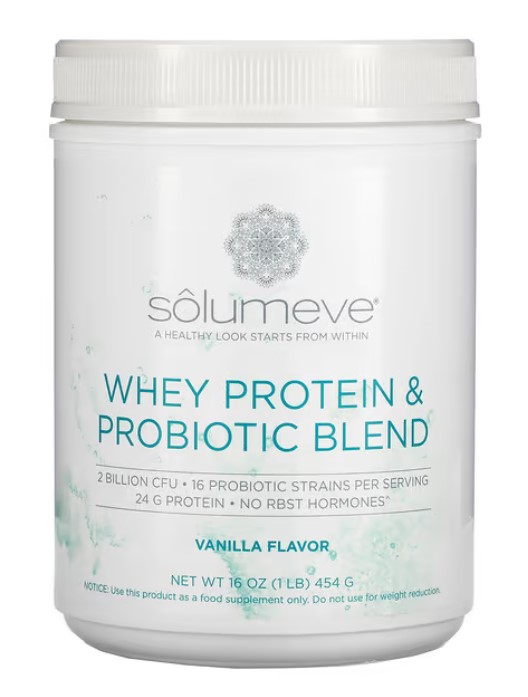 sôlumeve®
A HEALTHY LOOK STARTS FROM WITHIN
WHEY PROTEIN &
PROBIOTIC BLEND
2 BILLION CFU • 16 PROBIOTIC STRAINS PER SERVING
24 G PROTEIN • NO RBST HORMONES^
VANILLA FLAVOR
NET WT 16 OZ (1 LB) 454 G
NOTICE: Use this product as a food supplement only. Do not use for weight reduction.